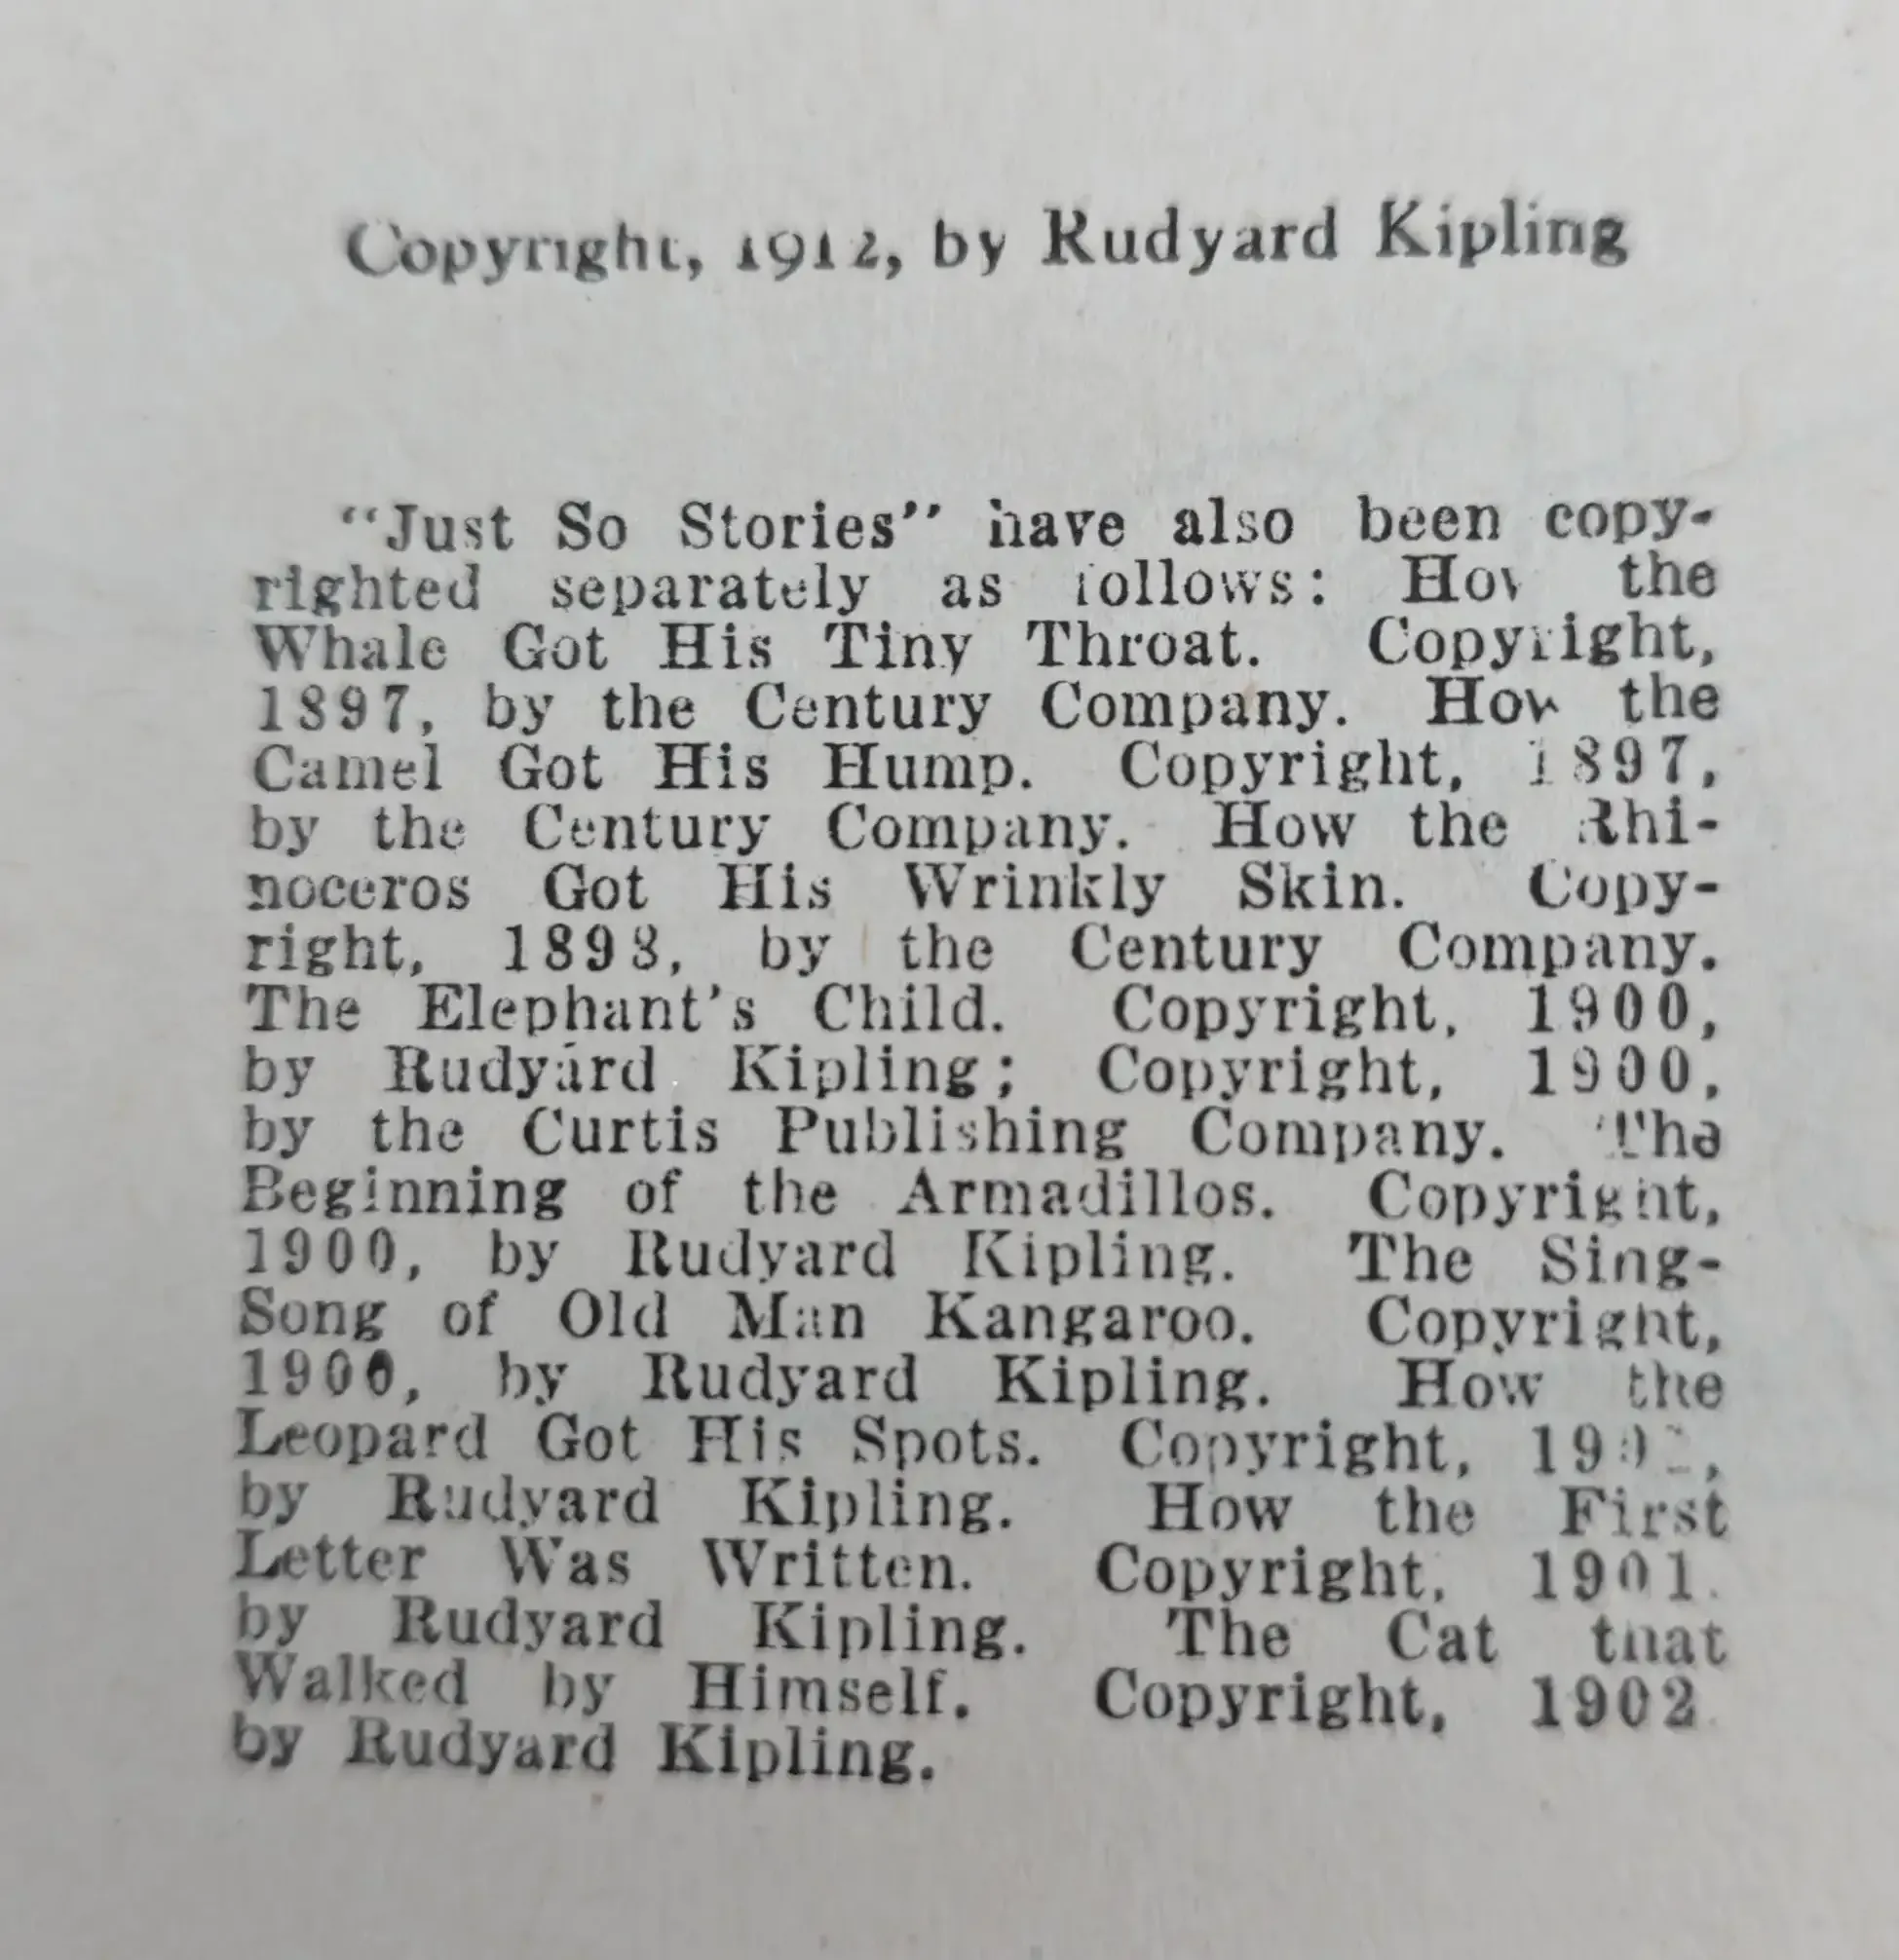 Copyright, 1912, by Rudyard Kipling
"Just So Stories" have also been copy-
righted separately as follows: How the
Whale Got His Tiny Throat. Copyright,
1897, by the Century Company. How the
Camel Got His Hump. Copyright, 1897,
by the Century Company. How the Rhi-
noceros Got His Wrinkly Skin. Copy-
right, 1898, by the Century Company.
The Elephant's Child. Copyright, 1900,
by Rudyard Kipling; Copyright, 1900,
by the Curtis Publishing Company. The
Beginning of the Armadillos. Copyright,
1900, by Rudyard Kipling. The Sing-
Song of Old Man Kangaroo. Copyright,
1900, by Rudyard Kipling. How the
Leopard Got His Spots. Copyright,
by Rudyard Kipling. How the First
Letter Was Written. Copyright, 1901.
by Rudyard Kipling. The Cat that
Walked by Himself. Copyright, 1902
by Rudyard Kipling.